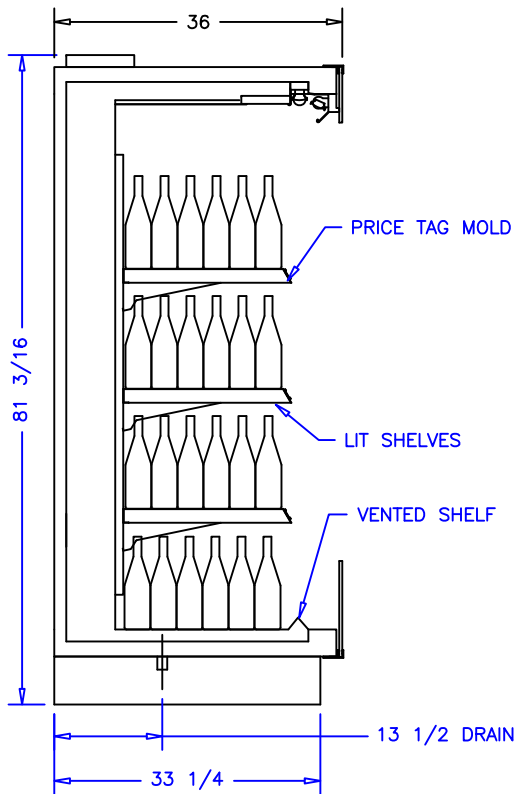 36
PRICE TAG MOLD
81 3/16
LIT SHELVES
VENTED SHELF
13 1/2 DRAIN
33 1/4